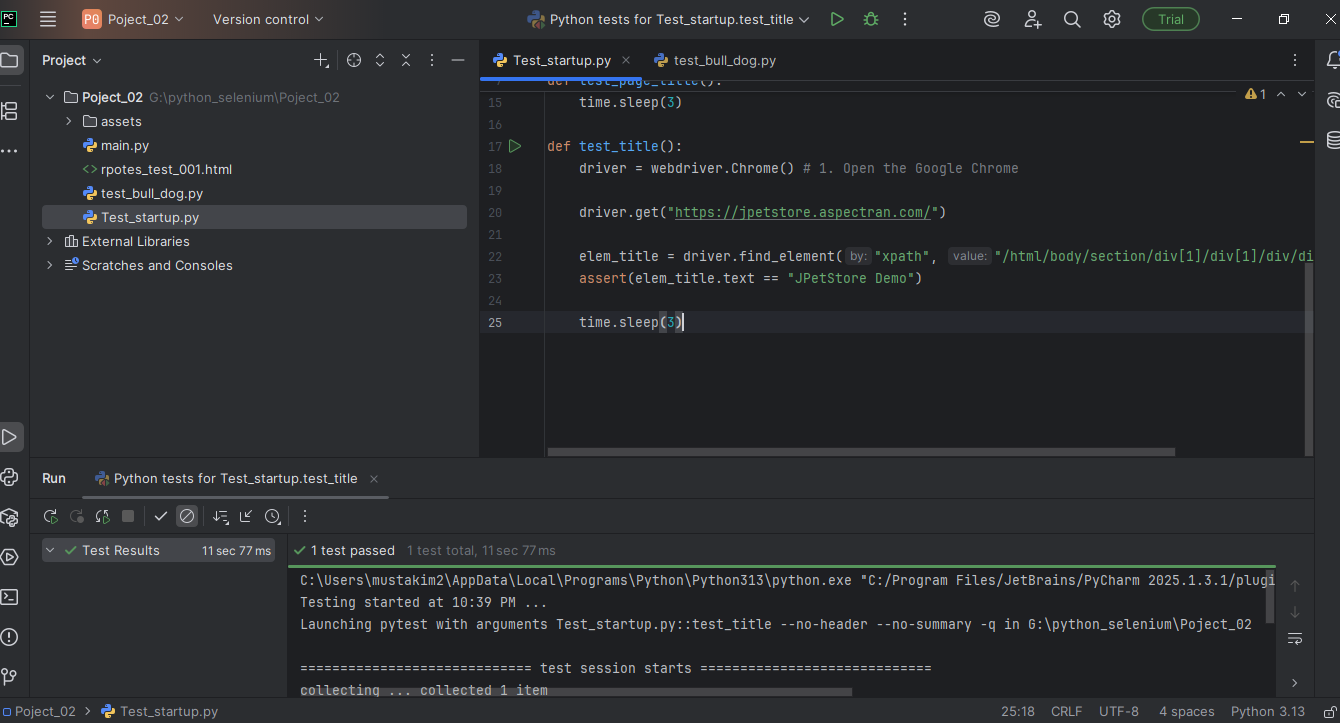 PC
P0 Poject_02
Version control
Python tests for Test_startup.test_title
Trial
Project
Poject_02 G:\python_selenium\Poject_02
assets
main.py
<> rpotes_test_001.html
test_bull_dog.py
Test_startup.py
External Libraries
Scratches and Consoles
Test_startup.py
test_bull_dog.py
def test_page_title():
15 time.sleep(3)
1
16
17 def test_title():
18 driver = webdriver.Chrome() # 1. Open the Google Chrome
19
20 driver.get("https://jpetstore.aspectran.com/")
21
22 elem_title = driver.find_element( by: "xpath", value: "/html/body/section/div[1]/div[1]/div/di
23 assert(elem_title.text == "JPetStore Demo")
24
25 time.sleep(3)
Run
Python tests for Test_startup.test_title
Test Results 11 sec 77 ms
1 test passed 1 test total, 11 sec 77 ms
C:\Users\mustakim2\AppData\Local\Programs\Python\Python313\python.exe "C:/Program Files/JetBrains/PyCharm 2025.1.3.1/plugi
Testing started at 10:39 PM ...
Launching pytest with arguments Test_startup.py::test_title --no-header --no-summary -q in G:\python_selenium\Poject_02
============================= test session starts =============================
collecting ... collected 1 item
Poject_02 > Test_startup.py
25:18 CRLF UTF-8 4 spaces Python 3.13